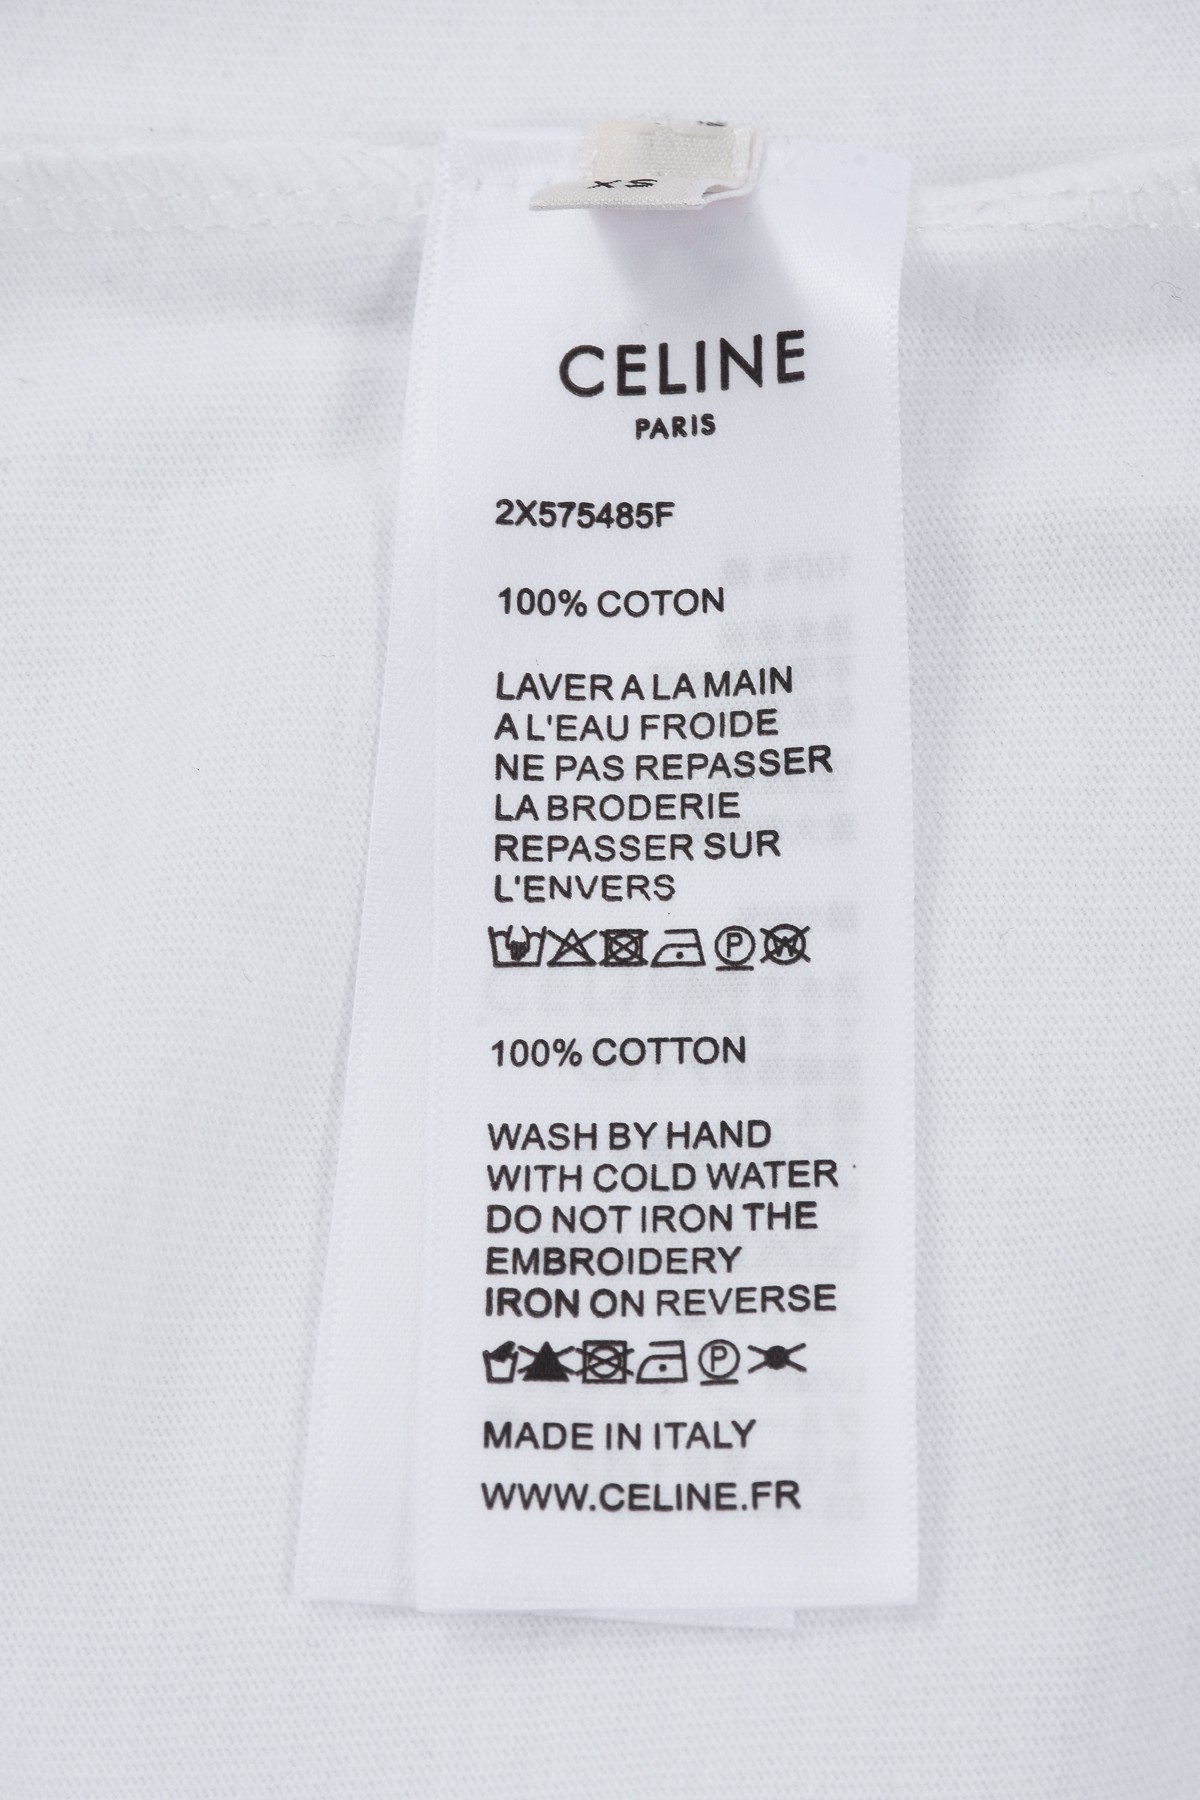 XS
CELINE
PARIS
2X575485F
100% COTON
LAVER A LA MAIN
A L'EAU FROIDE
NE PAS REPASSER
LA BRODERIE
REPASSER SUR
L'ENVERS
P W
100% COTTON
WASH BY HAND
WITH COLD WATER
DO NOT IRON THE
EMBROIDERY
IRON ON REVERSE
P
MADE IN ITALY
WWW.CELINE.FR